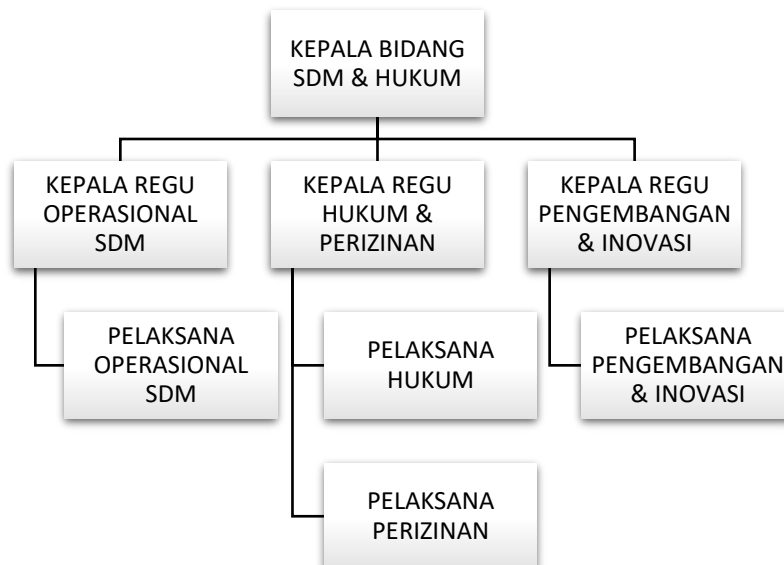 KEPALA BIDANG
SDM & HUKUM
KEPALA REGU
OPERASIONAL
SDM
KEPALA REGU
HUKUM &
PERIZINAN
KEPALA REGU
PENGEMBANGAN
& INOVASI
PELAKSANA
OPERASIONAL
SDM
PELAKSANA
HUKUM
PELAKSANA
PENGEMBANGAN
& INOVASI
PELAKSANA
PERIZINAN